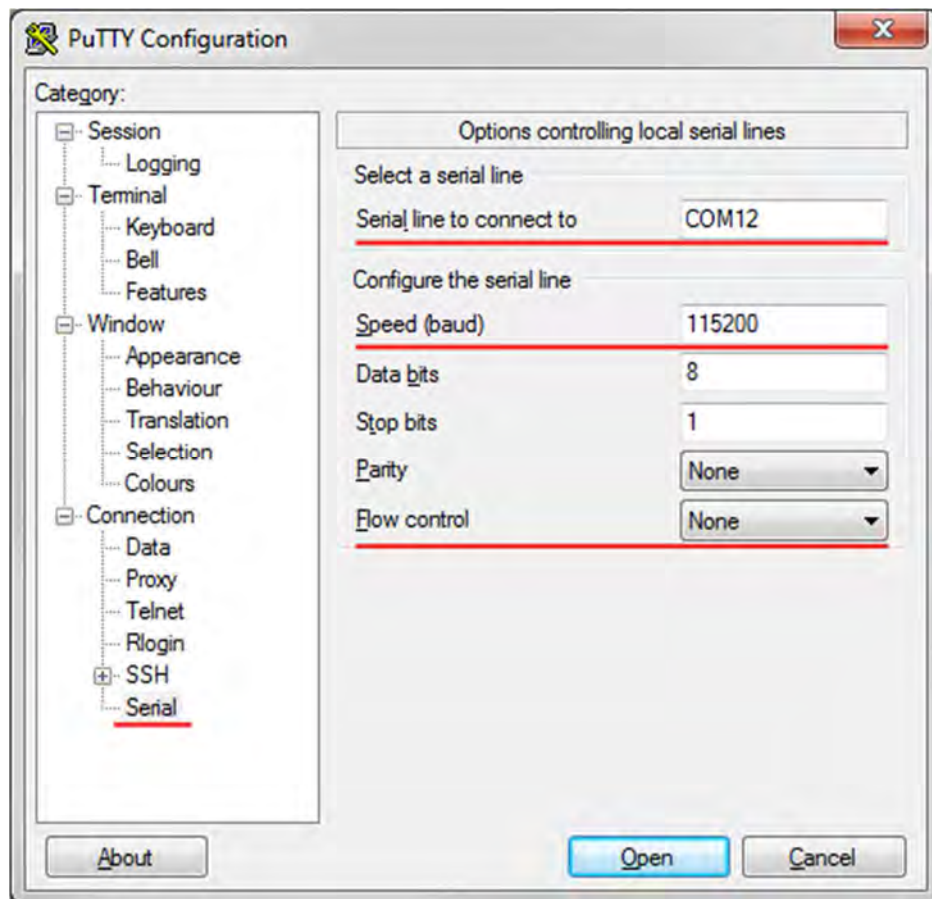 PuTTY Configuration
Category:
Session
Logging
Terminal
Keyboard
Bell
Features
Window
Appearance
Behaviour
Translation
Selection
Colours
Connection
Data
Proxy
Telnet
Rlogin
SSH
Serial
Options controlling local serial lines
Select a serial line
Serial line to connect to COM12
Configure the serial line
Speed (baud) 115200
Data bits 8
Stop bits 1
Parity None
Flow control None
About
Open
Cancel